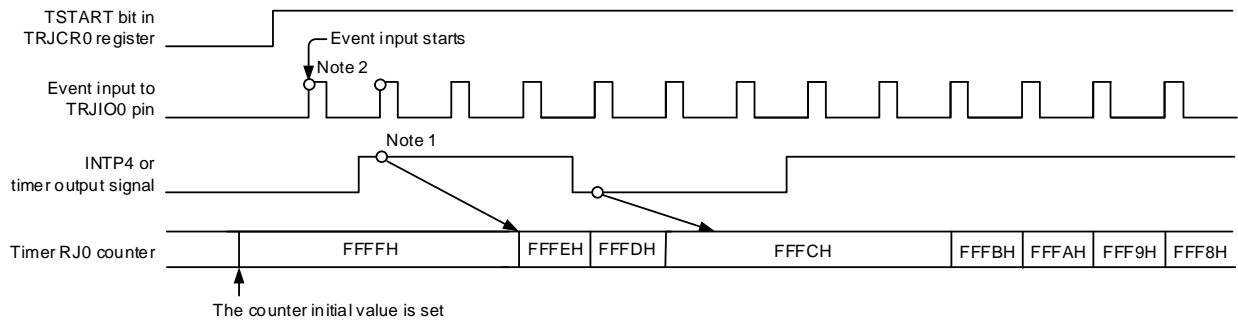 TSTART bit in
TRJCR0 register
Event input starts
Note 2
Event input to
TRJIO0 pin
Note 1
INTP4 or
timer output signal
Timer RJ0 counter
FFFFH
FFFEH
FFFDH
FFFCH
FFFBH
FFFAH
FFF9H
FFF8H
The counter initial value is set